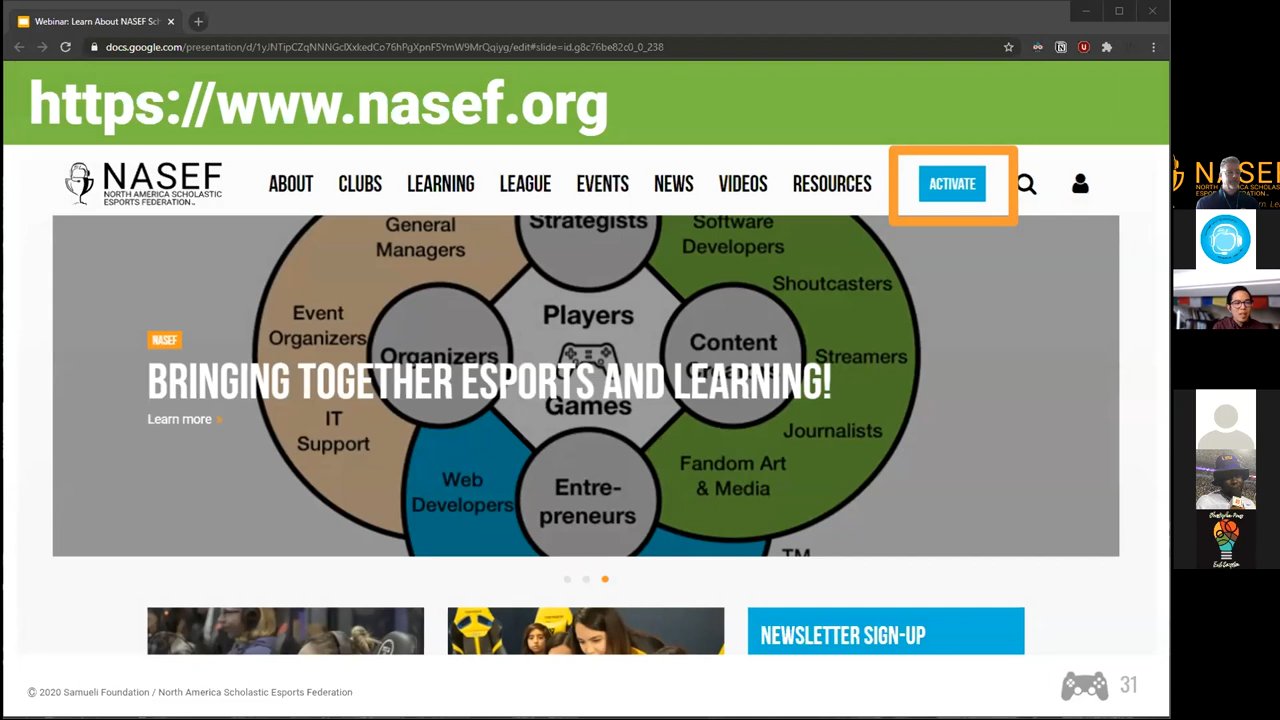 Webinar: Learn About NASEF Sch
docs.google.com/presentation/d/1yJNTipCZqNNNGclXxkedCo76hPgXpnF5YmW9MrQqiyg/edit#slide=id.g8c76be82c0_0_238
https://www.nasef.org
NASEF
NORTH AMERICA SCHOLASTIC
ESPORTS FEDERATION
ABOUT CLUBS LEARNING LEAGUE EVENTS NEWS VIDEOS RESOURCES ACTIVATE
Strategists
General
Managers
Software
Developers
Shoutcasters
Event
Organizers
Players
Games
Organizers
Content
Streamers
NASEF
BRINGING TOGETHER ESPORTS AND LEARNING!
Learn more
IT
Support
Journalists
Web
Developers
Entre-
preneurs
Fandom Art
& Media
TM
NEWSLETTER SIGN-UP
© 2020 Samueli Foundation / North America Scholastic Esports Federation
31
NASEF